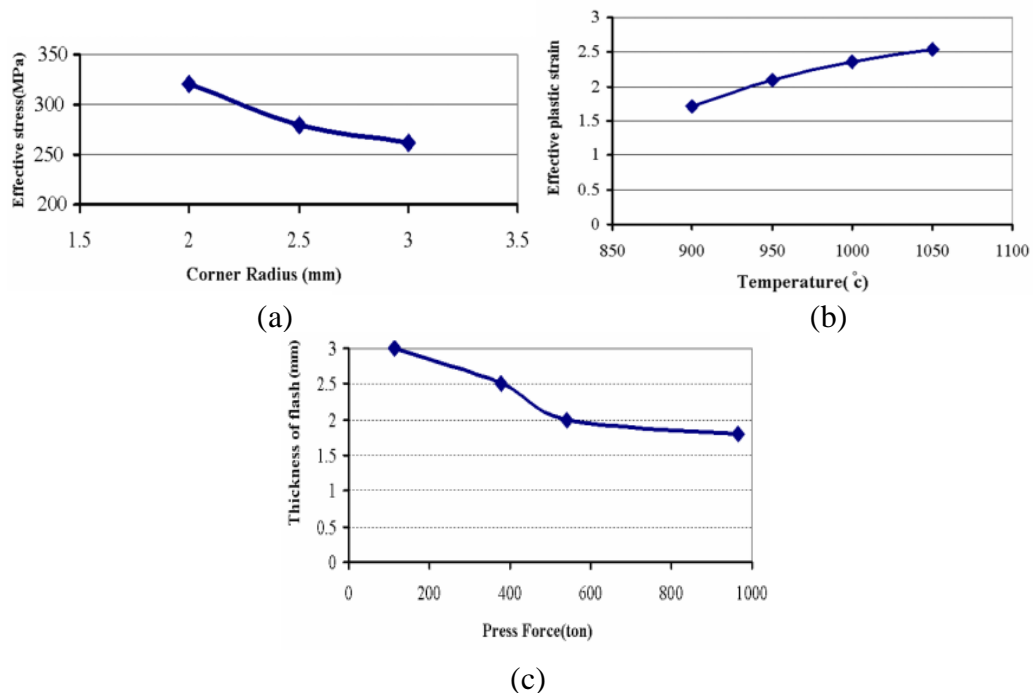 Effective stress(MPa)
350
300
250
200
1.5 2 2.5 3 3.5
Corner Radius (mm)
(a)
Effective plastic strain
3
2.5
2
1.5
1
0.5
0
850 900 950 1000 1050 1100
Temperature(°c)
(b)
Thickness of flash (mm)
3
2.5
2
1.5
1
0.5
0
0 200 400 600 800 1000
Press Force(ton)
(c)